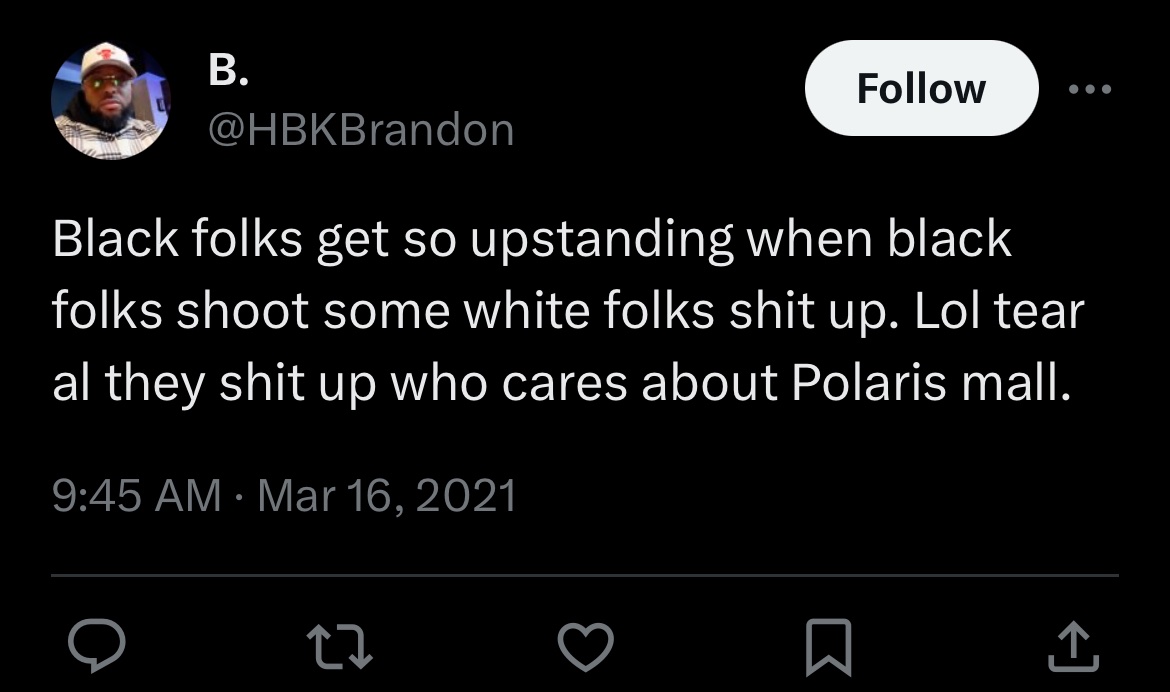 B.
@HBKBrandon
Follow
Black folks get so upstanding when black
folks shoot some white folks shit up. Lol tear
al they shit up who cares about Polaris mall.
9:45 AM · Mar 16, 2021